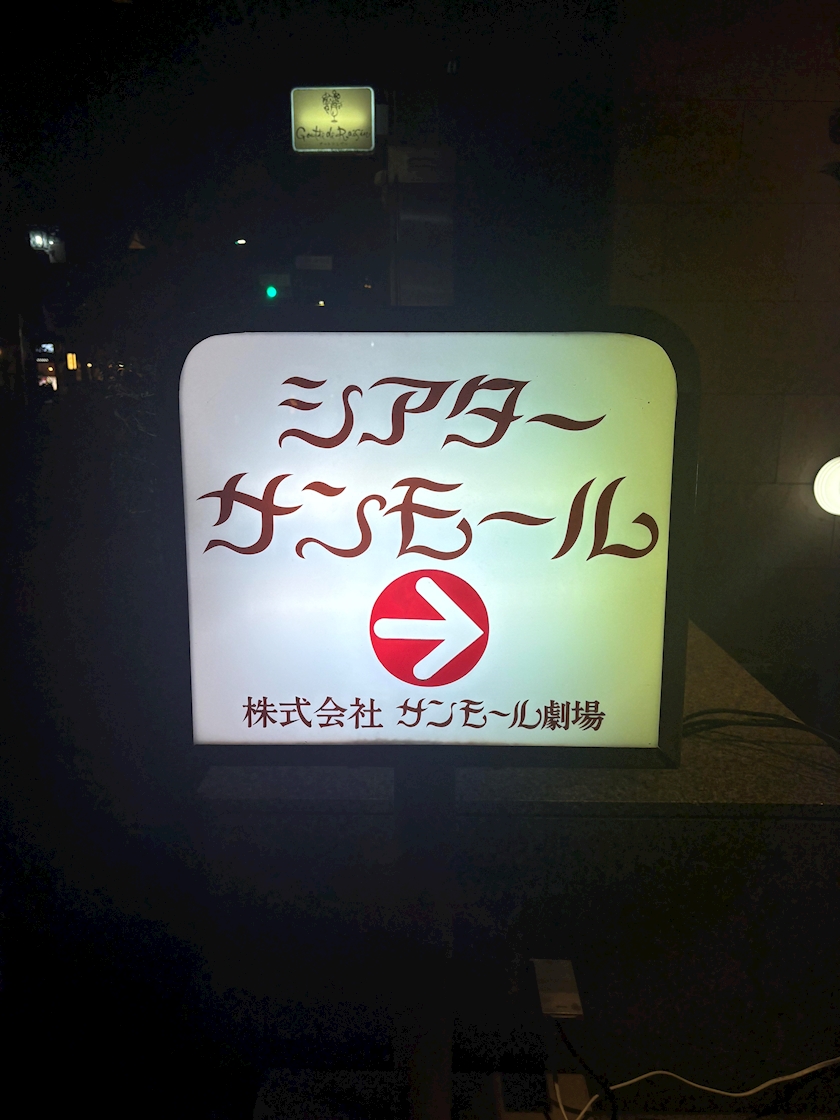 シアター
サンモール
株式会社 サンモール劇場